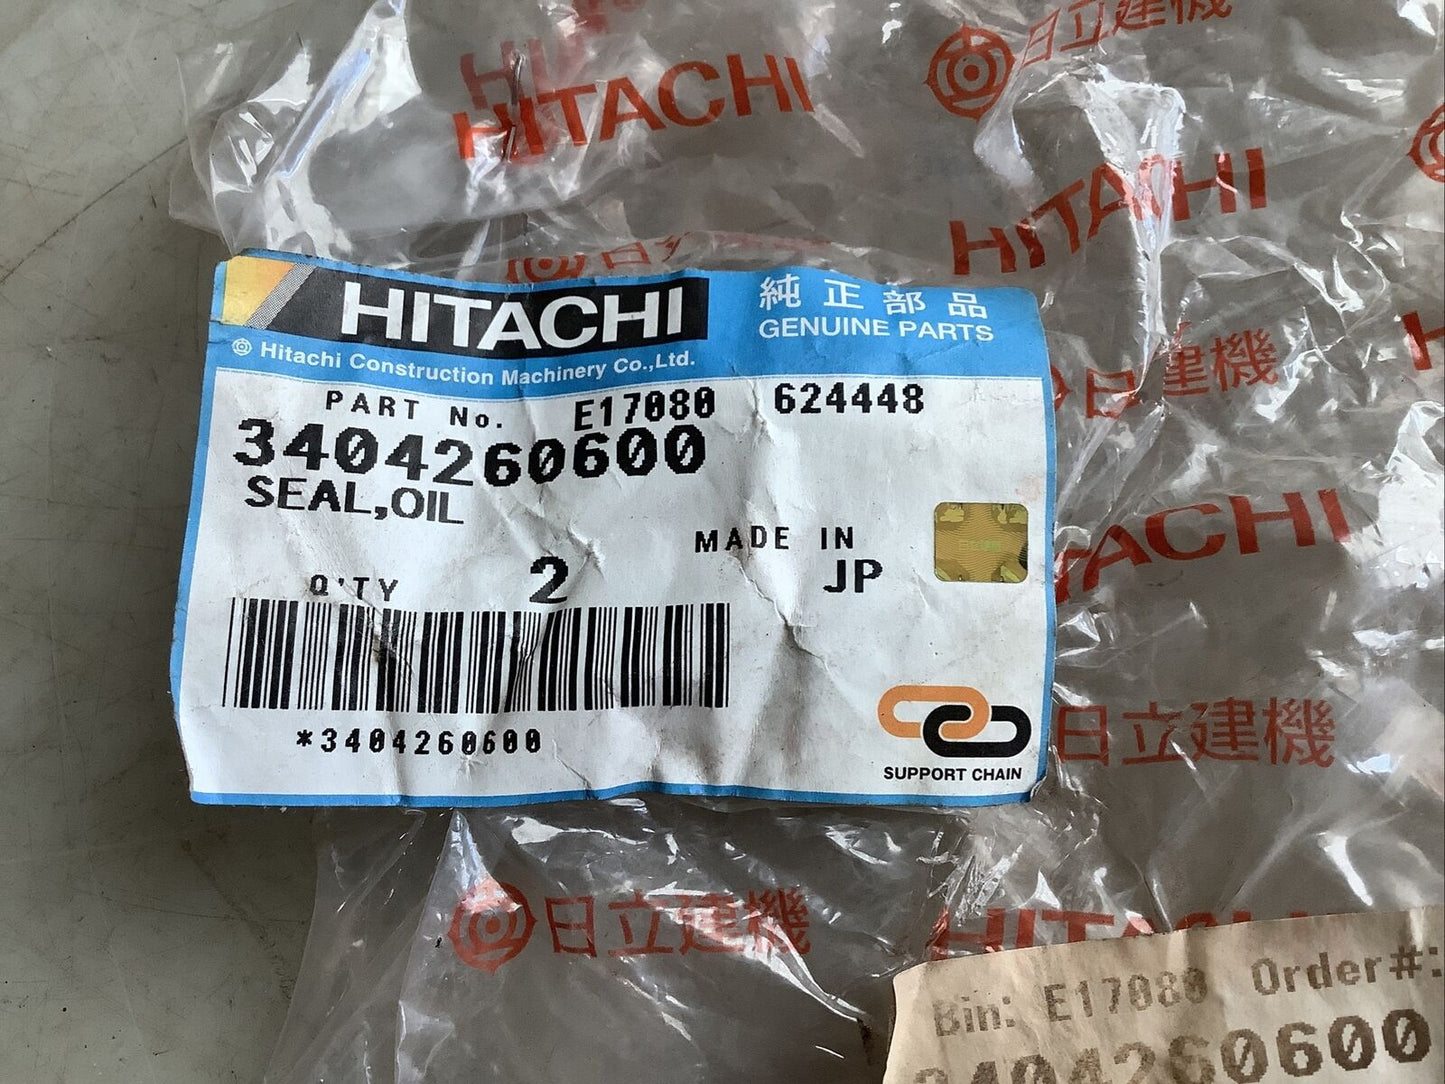 HITACHI
日立建機
HITACHI
HITACHI
純正部品
GENUINE PARTS
Hitachi Construction Machinery Co.,Ltd.
PART No. E17080 624448
3404260600
SEAL,OIL
MADE IN
JP
Q'TY 2
*3404260600
SUPPORT CHAIN
日立建機
HITACHI
日立建機
日立建機
HITACHI
Bin: E17080 Order#:
3404260600